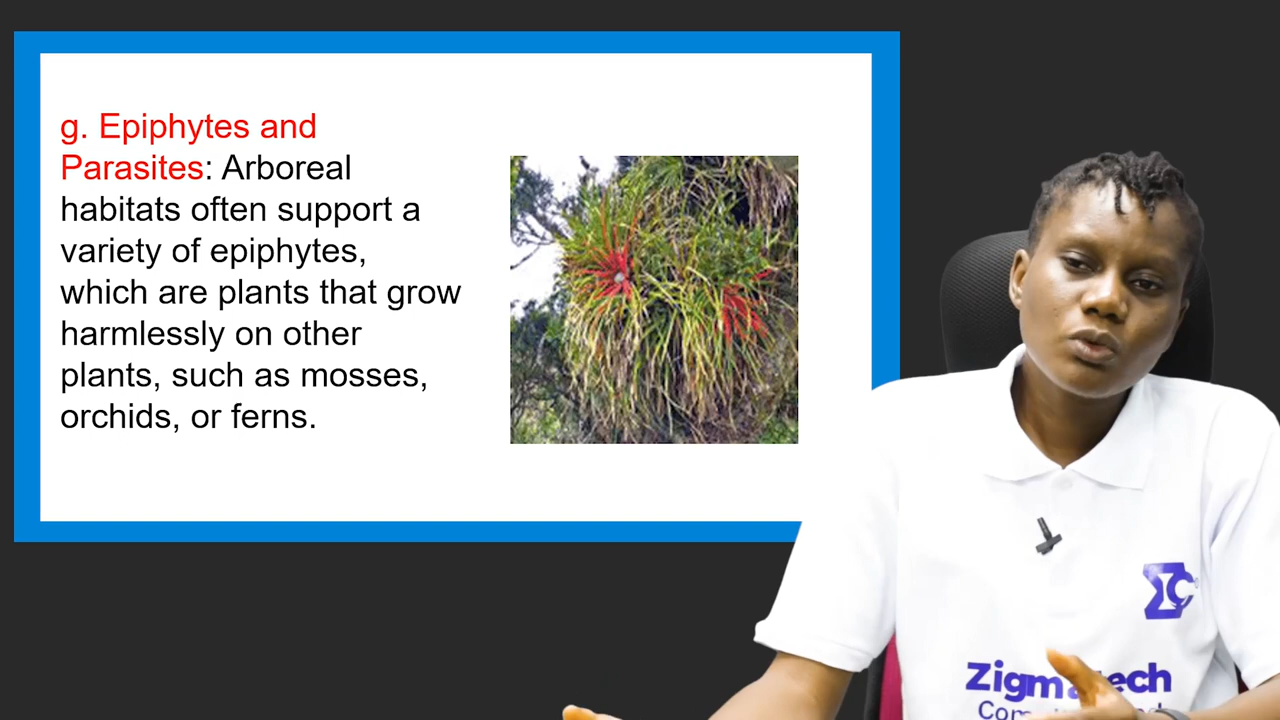 g. Epiphytes and
Parasites: Arboreal
habitats often support a
variety of epiphytes,
which are plants that grow
harmlessly on other
plants, such as mosses,
orchids, or ferns.